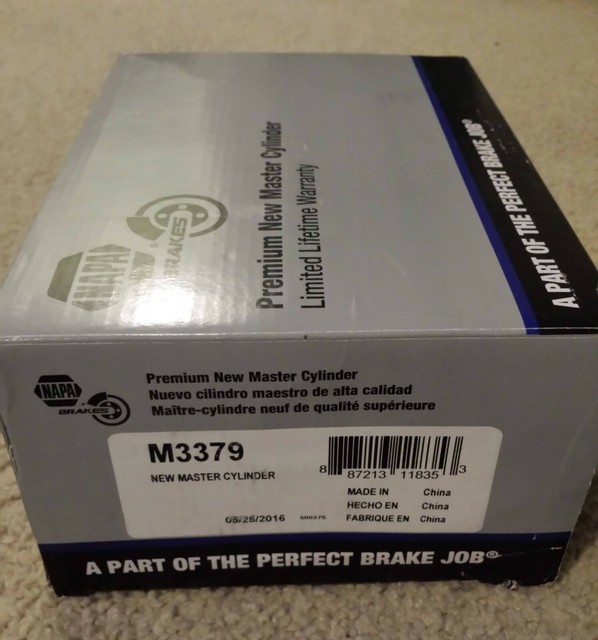 NAPA
BRAKES
Premium New Master Cylinder
Limited Lifetime Warranty
A PART OF THE PERFECT BRAKE JOB®
NAPA
BRAKES
Premium New Master Cylinder
Nuevo cilindro maestro de alta calidad
Maître-cylindre neuf de qualité supérieure
M3379
NEW MASTER CYLINDER
8 87213 11835 3
MADE IN China
HECHO EN China
08/26/2016 FABRIQUE EN China
A PART OF THE PERFECT BRAKE JOB®.